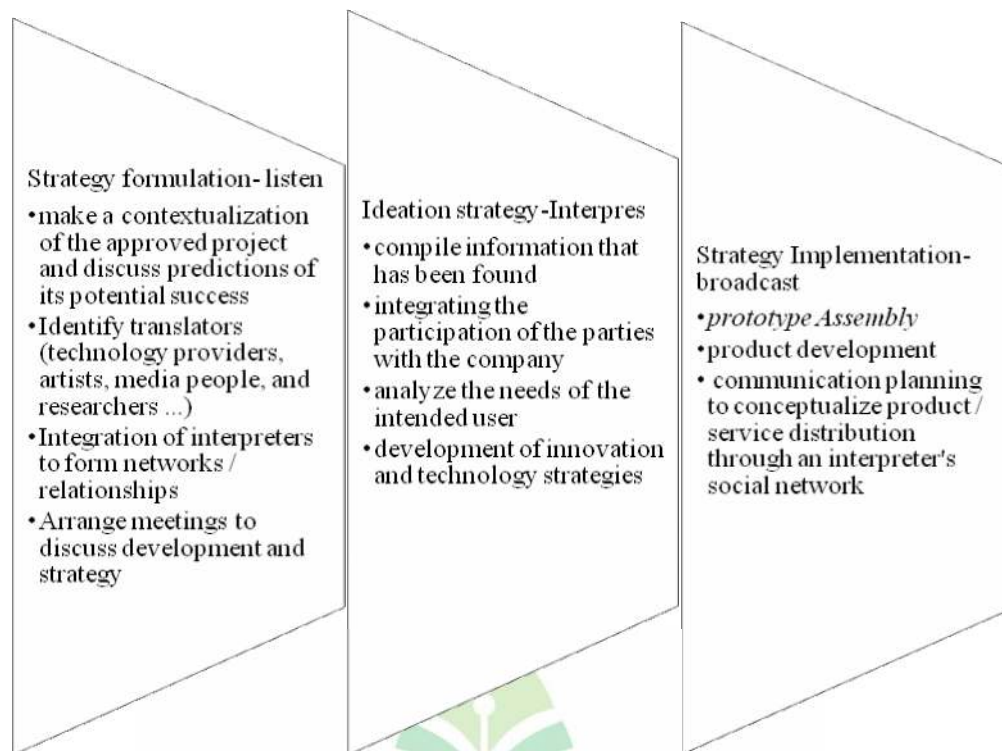 Strategy formulation- listen
•make a contextualization
of the approved project
and discuss predictions of
its potential success
•Identify translators
(technology providers,
artists, media people, and
researchers ...)
•Integration of interpreters
to form networks /
relationships
•Arrange meetings to
discuss development and
strategy
Ideation strategy-Interpres
•compile information that
has been found
•integrating the
participation of the parties
with the company
•analyze the needs of the
intended user
•development of innovation
and technology strategies
Strategy Implementation-
broadcast
•prototype Assembly
•product development
• communication planning
to conceptualize product /
service distribution
through an interpreter's
social network